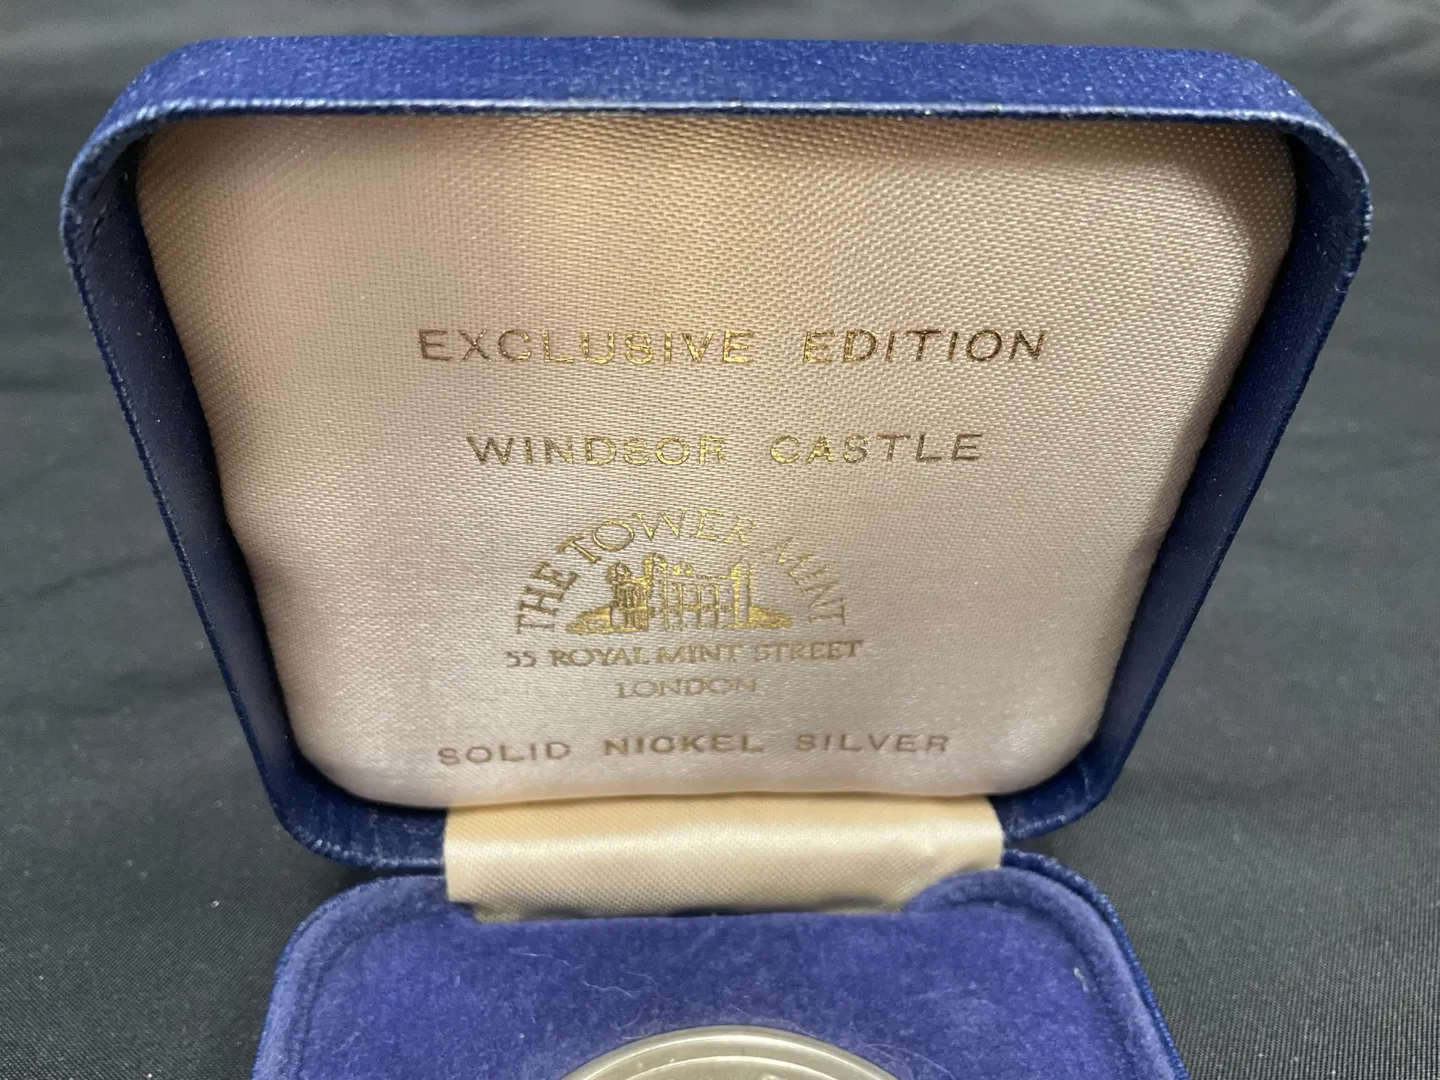 EXCLUSIVE EDITION
WINDSOR CASTLE
THE TOWER MINT
55 ROYAL MINT STREET
LONDON
SOLID NICKEL SILVER